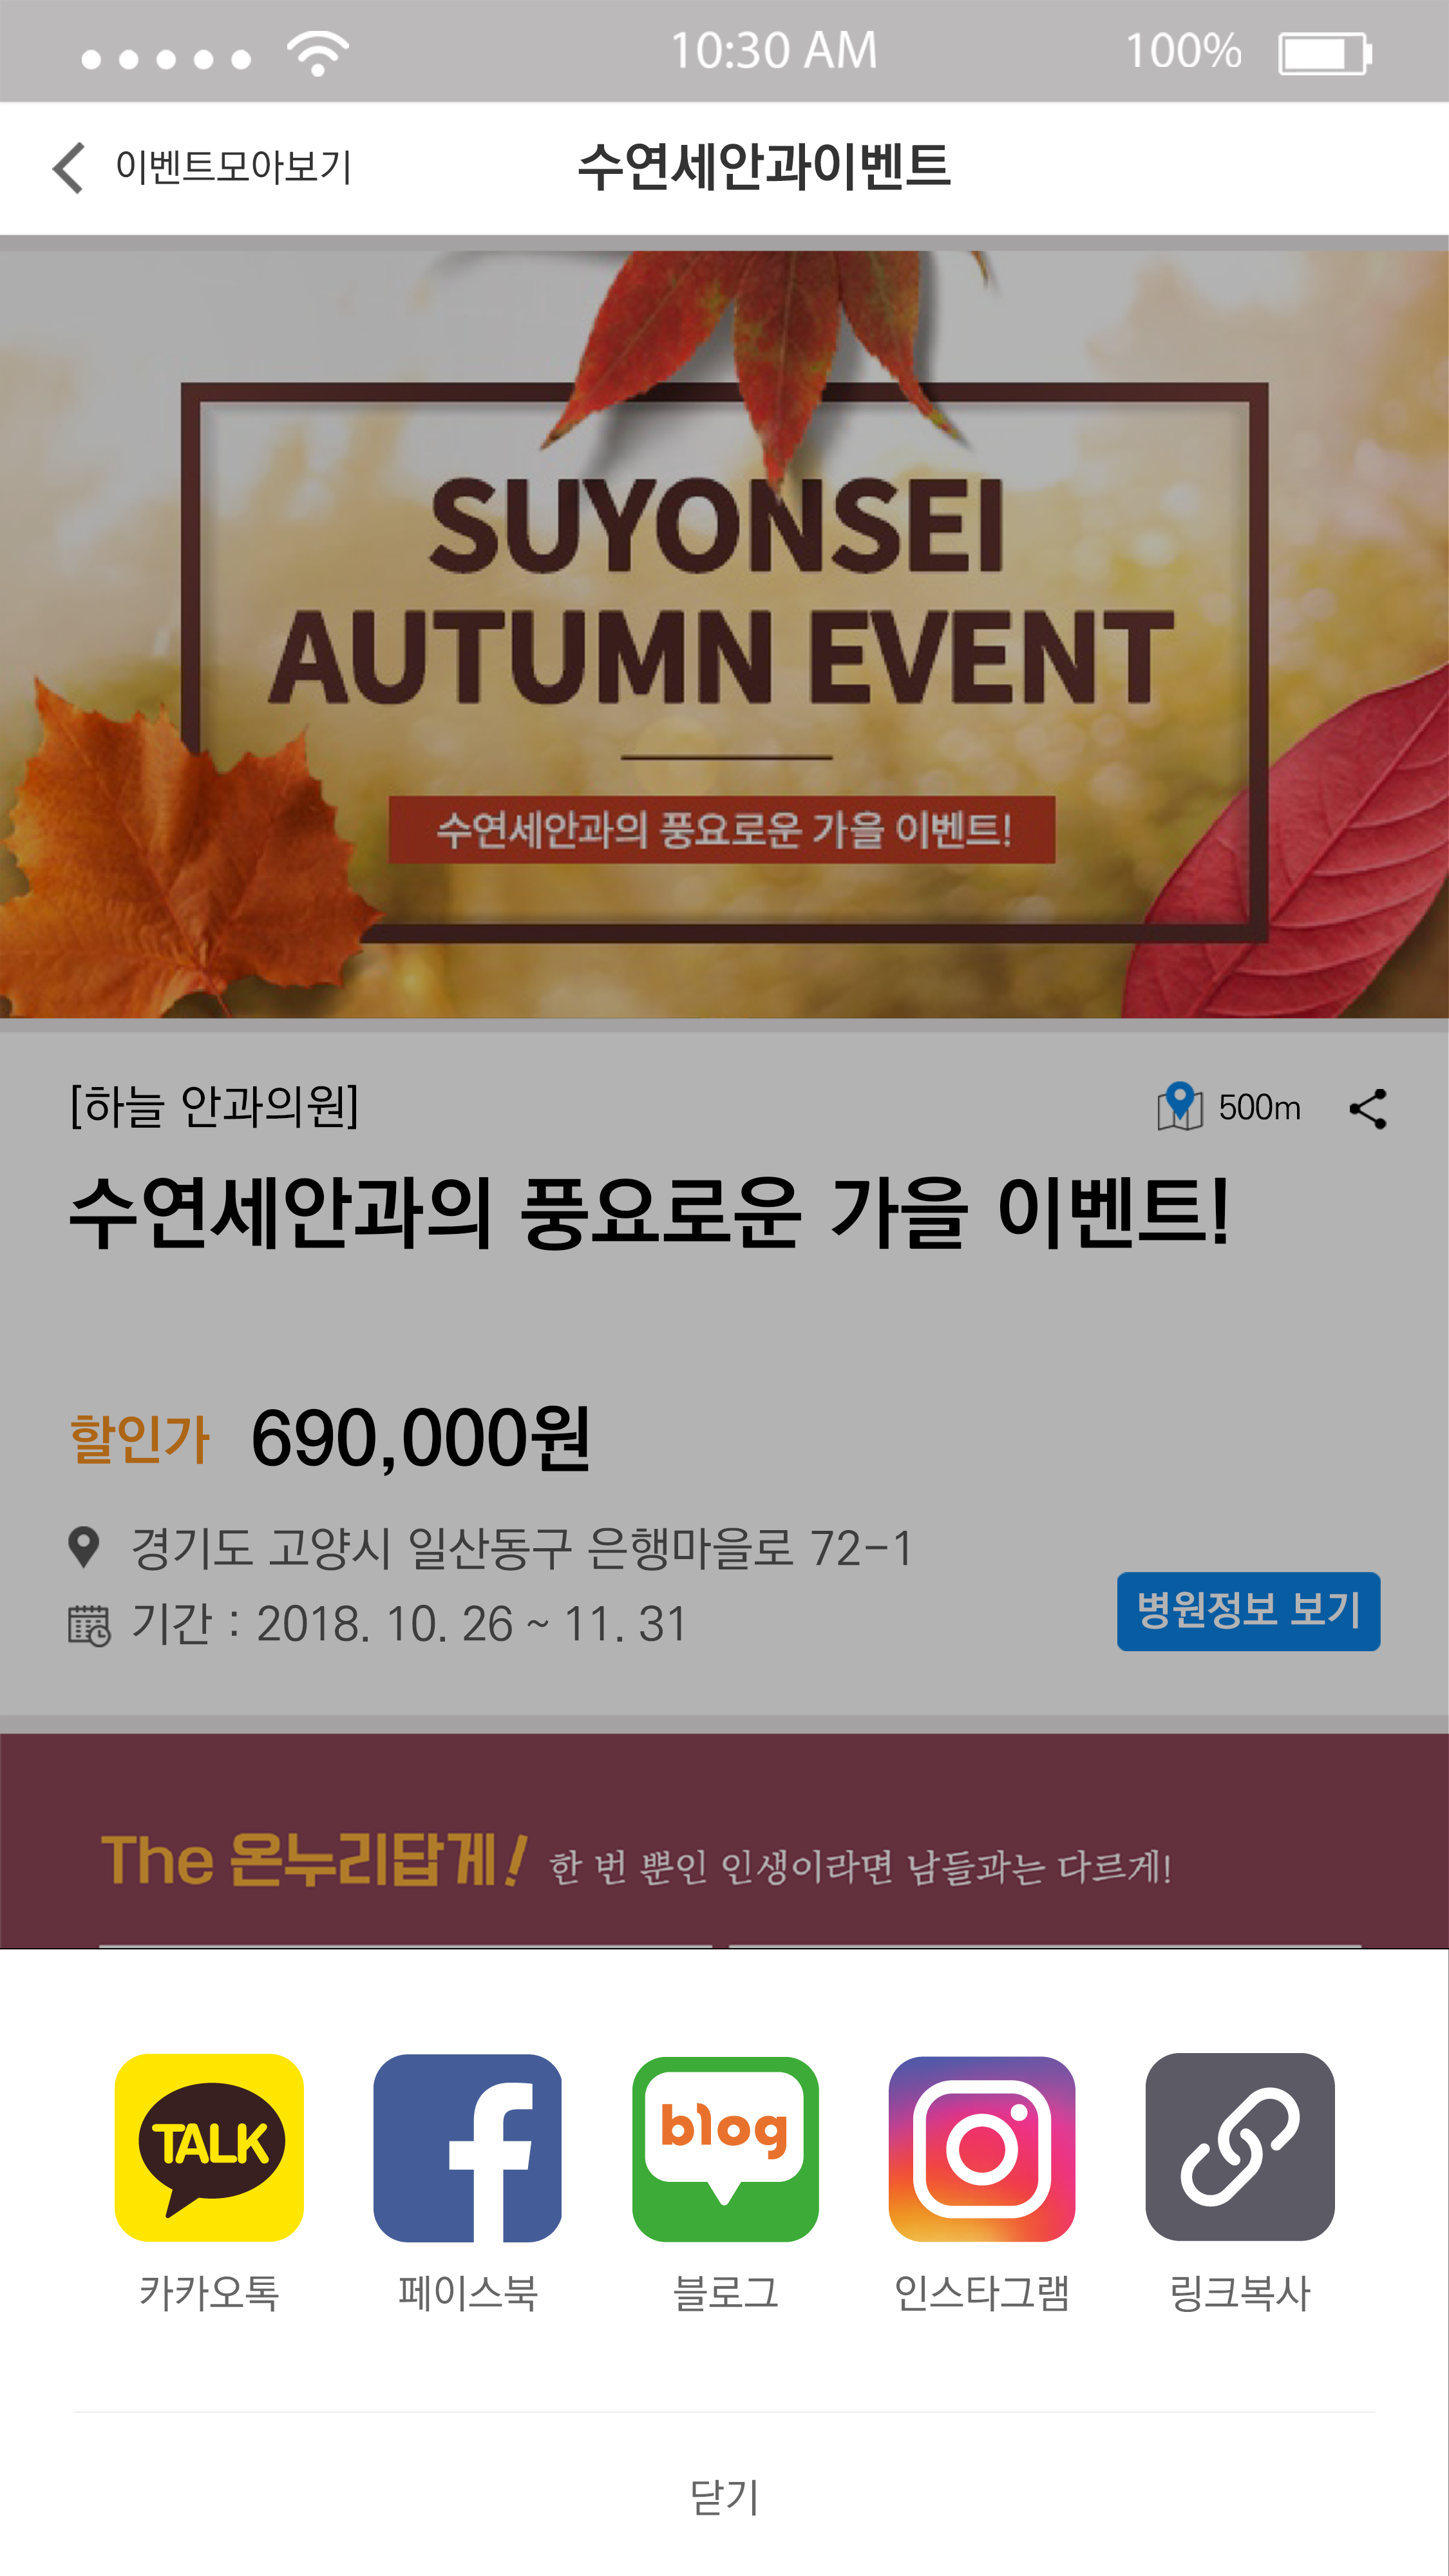 10:30 AM 100%
이벤트모아보기 수연세안과이벤트
SUYONSEI
AUTUMN EVENT
수연세안과의 풍요로운 가을 이벤트!
[하늘 안과의원] 500m
수연세안과의 풍요로운 가을 이벤트!
할인가 690,000원
경기도 고양시 일산동구 은행마을로 72-1
기간 : 2018. 10. 26 ~ 11. 31
병원정보 보기
The 온누리답게! 한 번 뿐인 인생이라면 남들과는 다르게!
TALK
blog
카카오톡 페이스북 블로그 인스타그램 링크복사
닫기